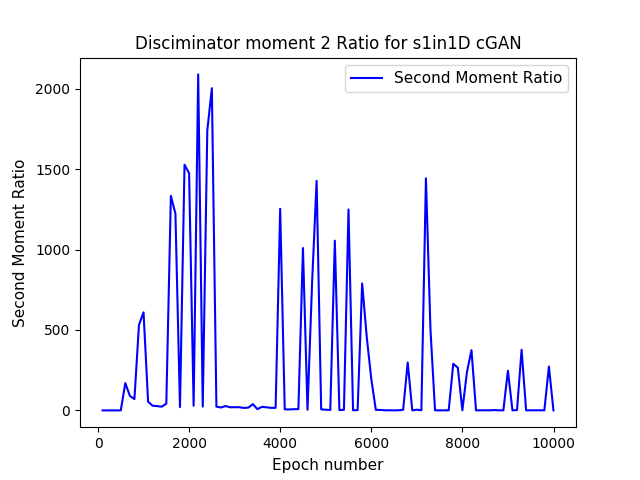 Disciminator moment 2 Ratio for s1in1D cGAN
Second Moment Ratio
2000
1500
1000
500
0
Second Moment Ratio
0
2000
4000
6000
8000
10000
Epoch number